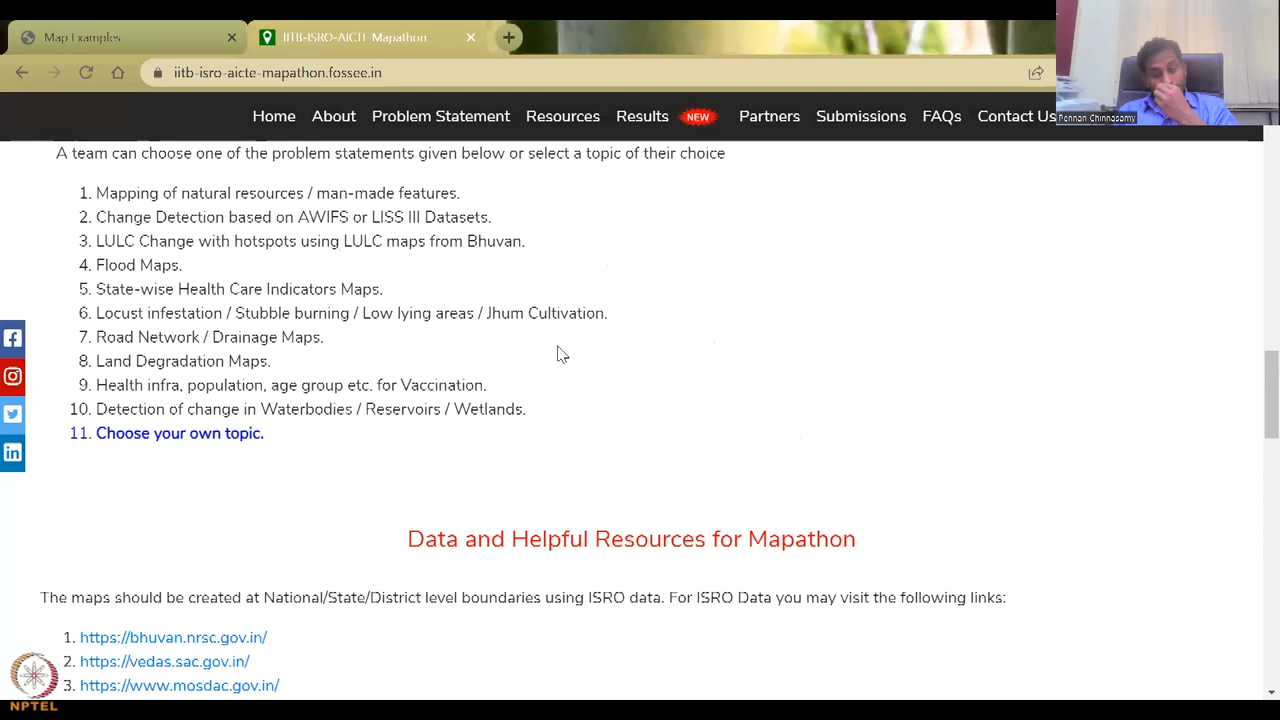 Map Examples
IITB-ISRO-AICTE Mapathon
iitb-isro-aicte-mapathon.fossee.in
Pennan Chinnasamy
Home About Problem Statement Resources Results NEW Partners Submissions FAQs Contact Us
A team can choose one of the problem statements given below or select a topic of their choice
1. Mapping of natural resources / man-made features.
2. Change Detection based on AWIFS or LISS III Datasets.
3. LULC Change with hotspots using LULC maps from Bhuvan.
4. Flood Maps.
5. State-wise Health Care Indicators Maps.
6. Locust infestation / Stubble burning / Low lying areas / Jhum Cultivation.
7. Road Network / Drainage Maps.
8. Land Degradation Maps.
9. Health infra, population, age group etc. for Vaccination.
10. Detection of change in Waterbodies / Reservoirs / Wetlands.
11. Choose your own topic.
Data and Helpful Resources for Mapathon
The maps should be created at National/State/District level boundaries using ISRO data. For ISRO Data you may visit the following links:
1. https://bhuvan.nrsc.gov.in/
2. https://vedas.sac.gov.in/
3. https://www.mosdac.gov.in/
NPTEL